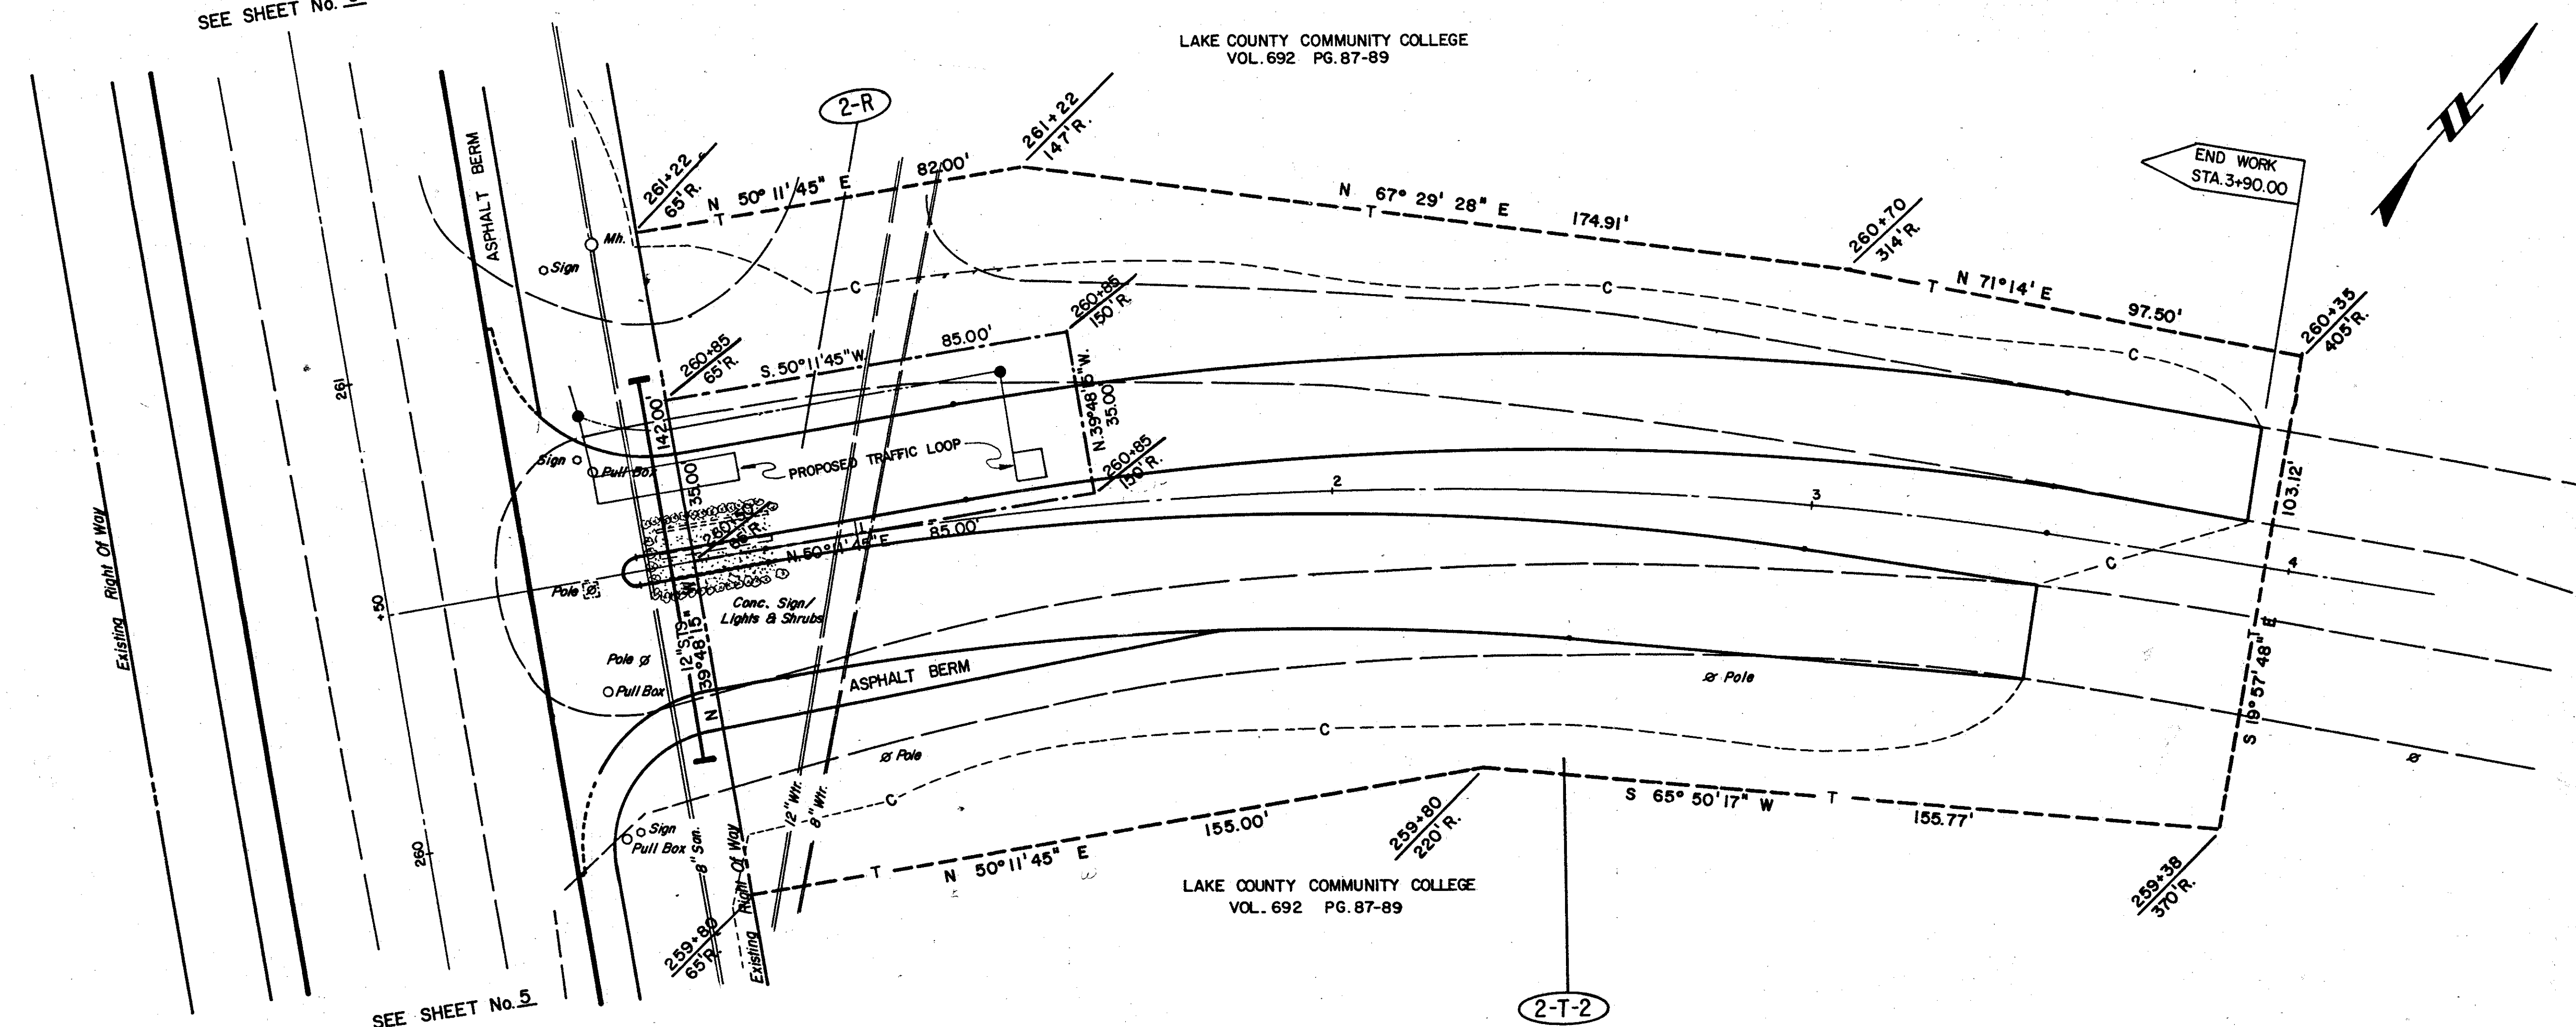 SEE SHEET No.
LAKE COUNTY COMMUNITY COLLEGE
VOL. 692 PG. 87-89
2-R
261+22
147' R.
END WORK
STA. 3+90.00
ASPHALT BERM
261+22
65' R.
N 50° 11' 45" E
82.00'
T
N 67° 29' 28" E
T
174.91'
260+70
314' R.
T
N 71° 14' E
97.50'
260+35
405' R.
Mh.
Sign
C
C
C
260+85
150' R.
260+85
65' R.
S. 50° 11' 45" W.
85.00'
N. 39° 48' 15" W.
35.00
261
142.00'
Sign
Pull Box
35.00'
PROPOSED TRAFFIC LOOP
260+85
150' R.
2
3
4
103.12'
Existing Right Of Way
260+50
65' R.
1
N. 50° 11' 45" E
85.00'
+50
Pole
Conc. Sign/
Lights & Shrubs
C
12" STS
N 39° 48' 15" W
Pole
Pull Box
ASPHALT BERM
Pole
T
S 19° 57' 48" E
Pole
C
12" Wtr.
8" Wtr.
C
260
Sign
Pull Box
8" San.
Existing Right Of Way
T
N 50° 11' 45" E
155.00'
259+80
220' R.
S 65° 50' 17" W
T
155.77'
259+38
370' R.
259+80
65' R.
LAKE COUNTY COMMUNITY COLLEGE
VOL. 692 PG. 87-89
SEE SHEET No. 5
2-T-2